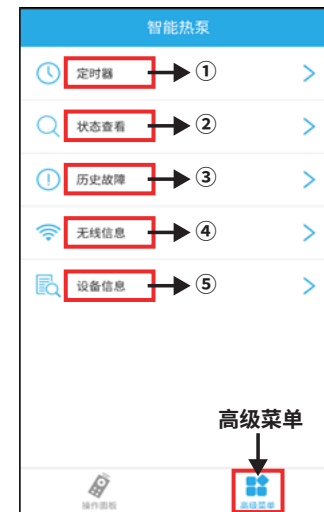 智能热泵
定时器 ①
状态查看 ②
历史故障 ③
无线信息 ④
设备信息 ⑤
高级菜单
操作面板 高级菜单